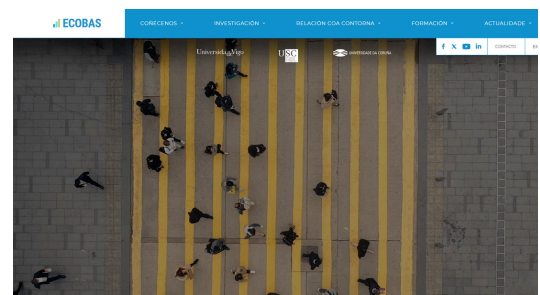 ECOBAS
COÑÉCENOS
INVESTIGACIÓN
RELACIÓN COA CONTORNA
FORMACIÓN
ACTUALIDADE
UniversidadeVigo
USC
UNIVERSIDADE DA CORUÑA
CONTACTO